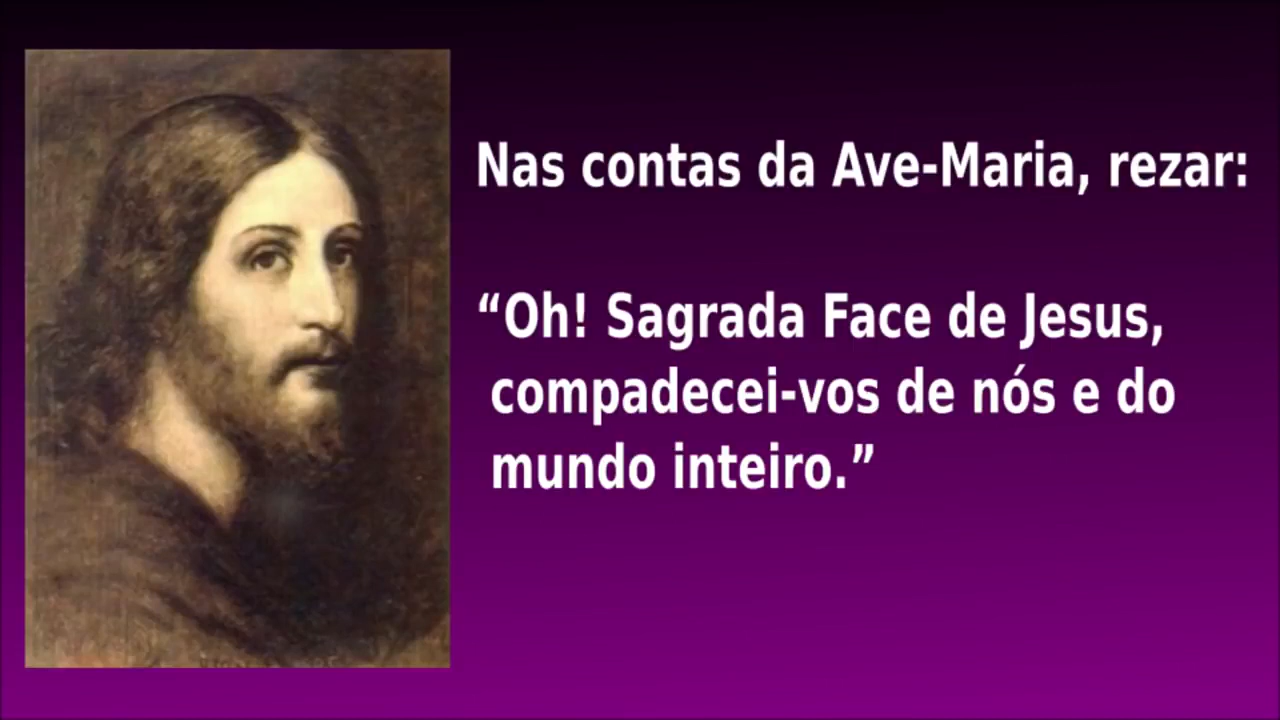 Nas contas da Ave-Maria, rezar:
“Oh! Sagrada Face de Jesus,
compadecei-vos de nós e do
mundo inteiro.”